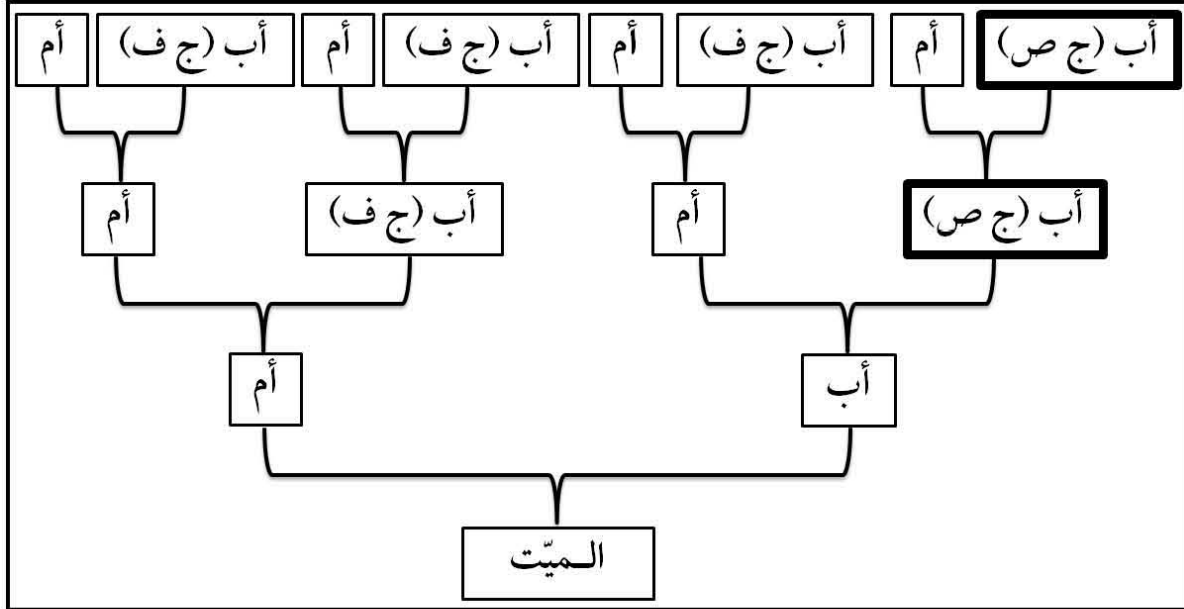 أب (ج ص) أم أب (ج ف) أم أب (ج ف) أم أب (ج ف) أم
أب (ج ص) أم أب (ج ف) أم
أب أم
الـميّت